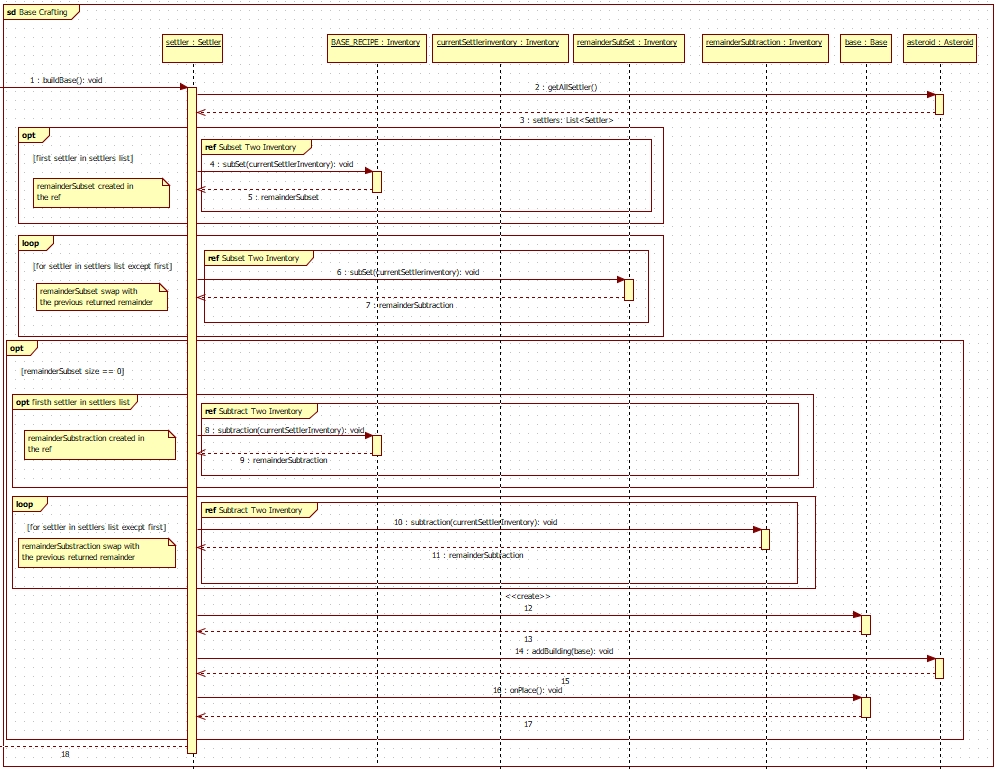 sd Base Crafting
settler : Settler
BASE_RECIPE : Inventory
currentSettlerinventory : Inventory
remainderSubSet : Inventory
remainderSubtraction : Inventory
base : Base
asteroid : Asteroid
1 : buildBase(): void
2 : getAllSettler()
3 : settlers: List<Settler>
opt
[first settler in settlers list]
remainderSubset created in
the ref
ref Subset Two Inventory
4 : subSet(currentSettlerInventory): void
5 : remainderSubset
loop
[for settler in settlers list except first]
remainderSubset swap with
the previous returned remainder
ref Subset Two Inventory
6 : subSet(currentSettlerinventory): void
7 : remainderSubtraction
opt
[remainderSubset size == 0]
opt firsth settler in settlers list
remainderSubstraction created in
the ref
ref Subtract Two Inventory
8 : subtraction(currentSettlerInventory): void
9 : remainderSubtraction
loop
[for settler in settlers list execpt first]
remainderSubstraction swap with
the previous returned remainder
ref Subtract Two Inventory
10 : subtraction(currentSettlerInventory): void
11 : remainderSubtraction
<<create>>
12
13
14 : addBuilding(base): void
15
16 : onPlace(): void
17
18